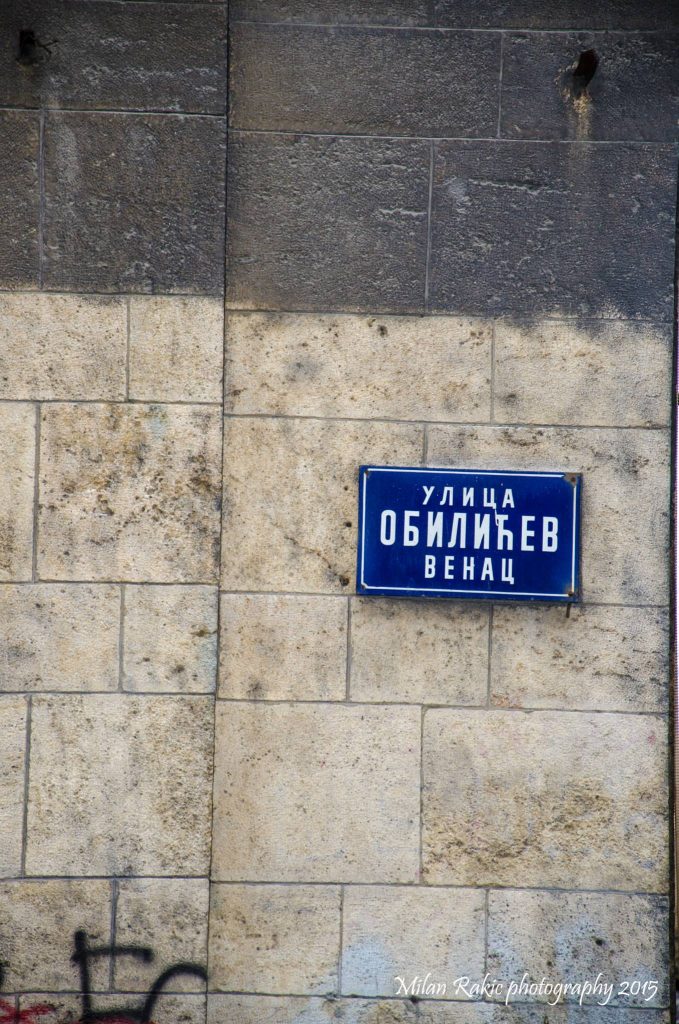 УЛИЦА
ОБИЛИЋЕВ
ВЕНАЦ
Milan Rakic photography 2015